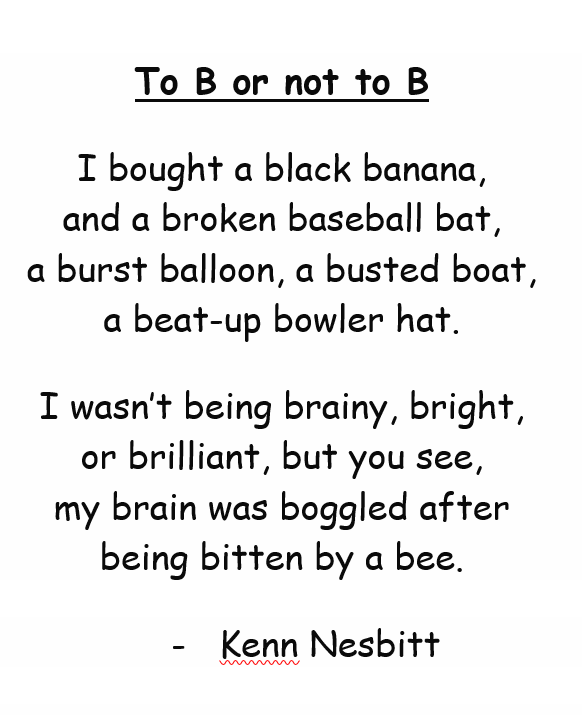 To B or not to B
I bought a black banana,
and a broken baseball bat,
a burst balloon, a busted boat,
a beat-up bowler hat.
I wasn't being brainy, bright,
or brilliant, but you see,
my brain was boggled after
being bitten by a bee.
- Kenn Nesbitt